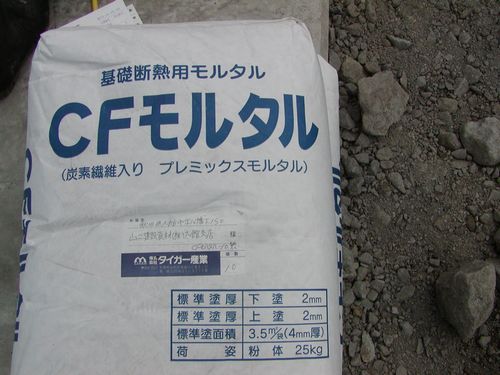 基礎断熱用モルタル
CFモルタル
(炭素繊維入り プレミックスモルタル)
タイガー産業
10
標準塗厚 下塗 2mm
標準塗厚 上塗 2mm
標準塗面積 3.5㎡/袋(4mm厚)
荷姿 粉体 25kg